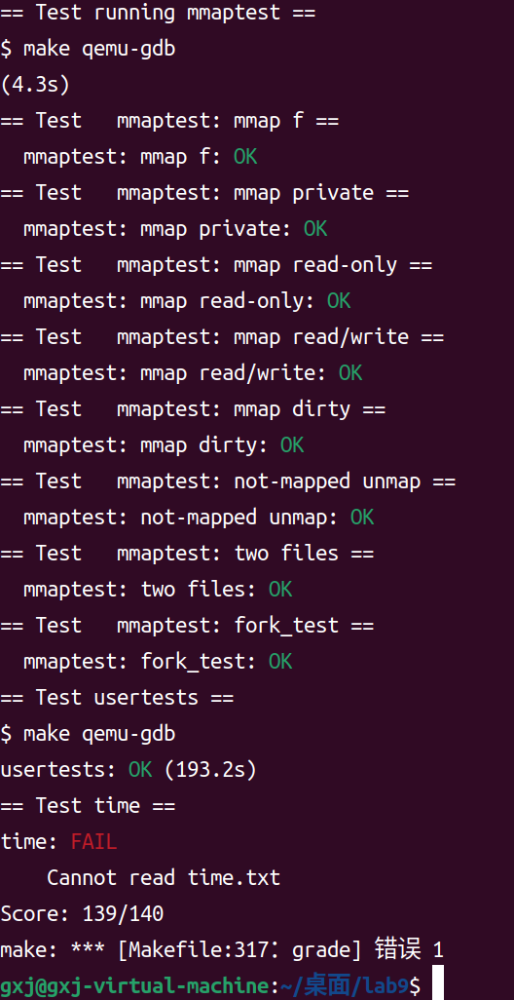 == Test running mmaptest ==
$ make qemu-gdb
(4.3s)
== Test   mmaptest: mmap f ==
  mmaptest: mmap f: OK
== Test   mmaptest: mmap private ==
  mmaptest: mmap private: OK
== Test   mmaptest: mmap read-only ==
  mmaptest: mmap read-only: OK
== Test   mmaptest: mmap read/write ==
  mmaptest: mmap read/write: OK
== Test   mmaptest: mmap dirty ==
  mmaptest: mmap dirty: OK
== Test   mmaptest: not-mapped unmap ==
  mmaptest: not-mapped unmap: OK
== Test   mmaptest: two files ==
  mmaptest: two files: OK
== Test   mmaptest: fork_test ==
  mmaptest: fork_test: OK
== Test usertests ==
$ make qemu-gdb
usertests: OK (193.2s)
== Test time ==
time: FAIL
    Cannot read time.txt
Score: 139/140
make: *** [Makefile:317：grade] 错误 1
gxj@gxj-virtual-machine:~/桌面/lab9$